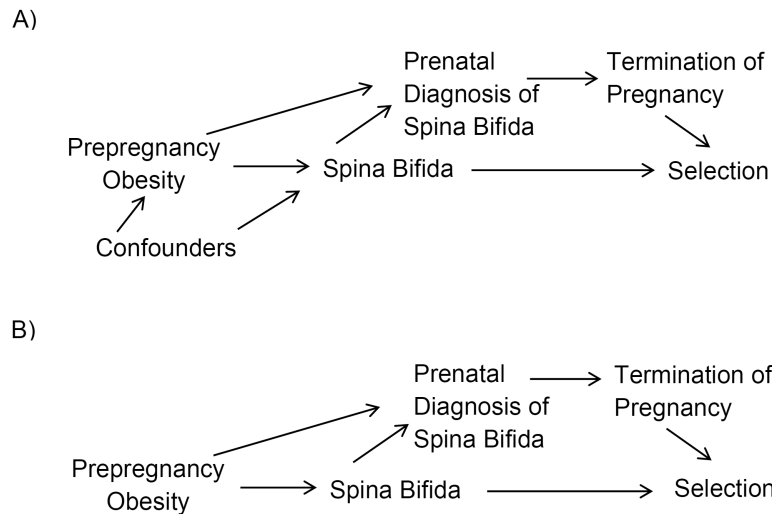 A)
Prenatal
Diagnosis of
Spina Bifida
Termination of
Pregnancy
Prepregnancy
Obesity
Spina Bifida
Selection
Confounders
B)
Prenatal
Diagnosis of
Spina Bifida
Termination of
Pregnancy
Prepregnancy
Obesity
Spina Bifida
Selection